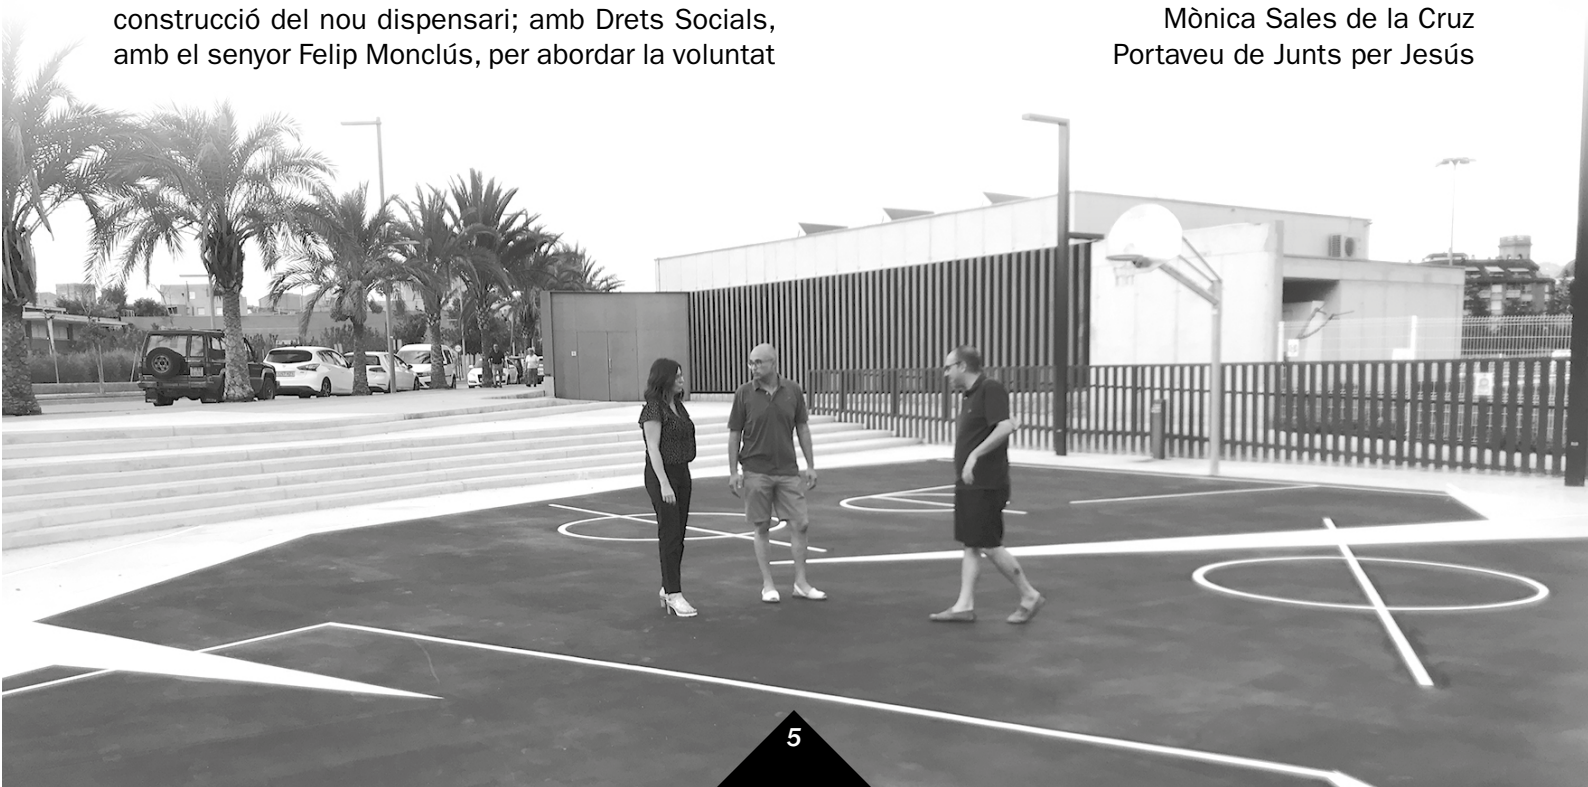 construcció del nou dispensari; amb Drets Socials,
amb el senyor Felip Monclús, per abordar la voluntat
Mònica Sales de la Cruz
Portaveu de Junts per Jesús
5